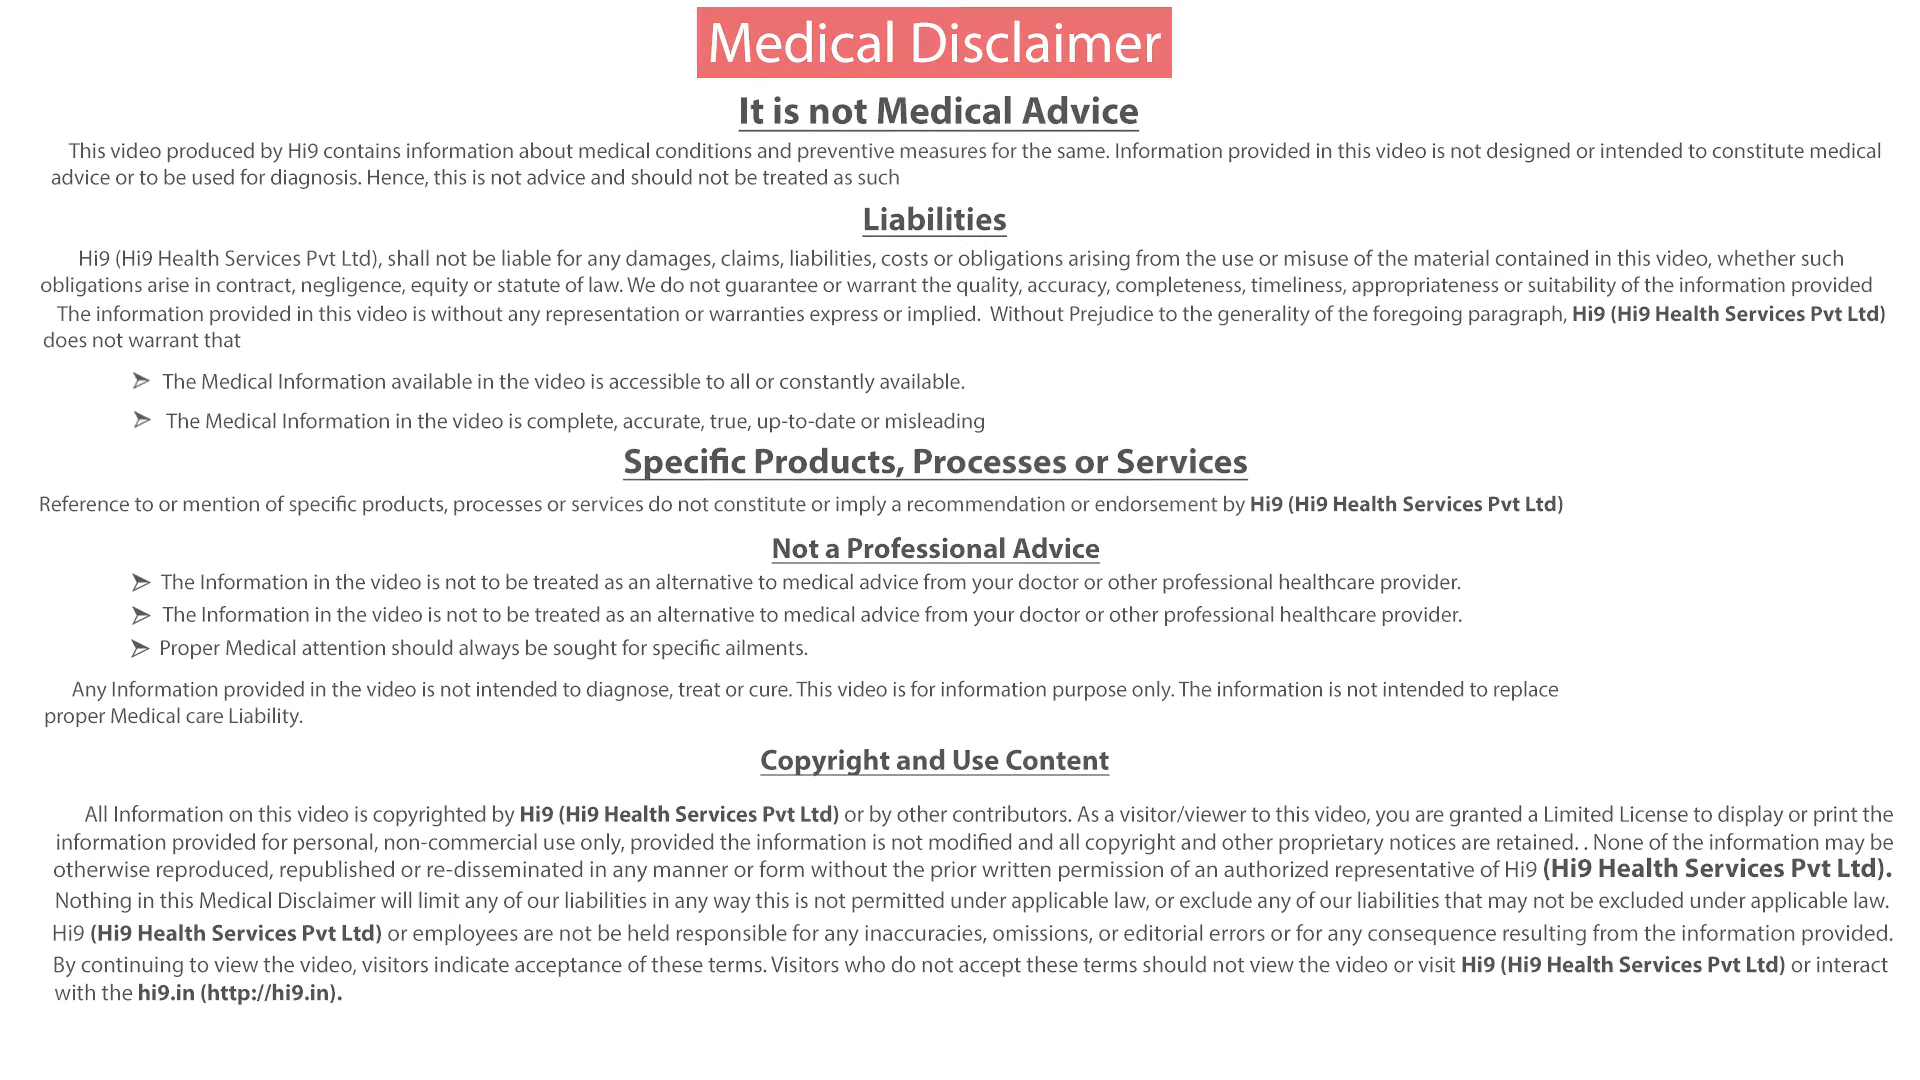 Medical Disclaimer
It is not Medical Advice
This video produced by Hi9 contains information about medical conditions and preventive measures for the same. Information provided in this video is not designed or intended to constitute medical
advice or to be used for diagnosis. Hence, this is not advice and should not be treated as such
Liabilities
Hi9 (Hi9 Health Services Pvt Ltd), shall not be liable for any damages, claims, liabilities, costs or obligations arising from the use or misuse of the material contained in this video, whether such
obligations arise in contract, negligence, equity or statute of law. We do not guarantee or warrant the quality, accuracy, completeness, timeliness, appropriateness or suitability of the information provided
The information provided in this video is without any representation or warranties express or implied. Without Prejudice to the generality of the foregoing paragraph, Hi9 (Hi9 Health Services Pvt Ltd)
does not warrant that
➢ The Medical Information available in the video is accessible to all or constantly available.
➢ The Medical Information in the video is complete, accurate, true, up-to-date or misleading
Specific Products, Processes or Services
Reference to or mention of specific products, processes or services do not constitute or imply a recommendation or endorsement by Hi9 (Hi9 Health Services Pvt Ltd)
Not a Professional Advice
➢ The Information in the video is not to be treated as an alternative to medical advice from your doctor or other professional healthcare provider.
➢ The Information in the video is not to be treated as an alternative to medical advice from your doctor or other professional healthcare provider.
➢ Proper Medical attention should always be sought for specific ailments.
Any Information provided in the video is not intended to diagnose, treat or cure. This video is for information purpose only. The information is not intended to replace
proper Medical care Liability.
Copyright and Use Content
All Information on this video is copyrighted by Hi9 (Hi9 Health Services Pvt Ltd) or by other contributors. As a visitor/viewer to this video, you are granted a Limited License to display or print the
information provided for personal, non-commercial use only, provided the information is not modified and all copyright and other proprietary notices are retained. . None of the information may be
otherwise reproduced, republished or re-disseminated in any manner or form without the prior written permission of an authorized representative of Hi9 (Hi9 Health Services Pvt Ltd).
Nothing in this Medical Disclaimer will limit any of our liabilities in any way this is not permitted under applicable law, or exclude any of our liabilities that may not be excluded under applicable law.
Hi9 (Hi9 Health Services Pvt Ltd) or employees are not be held responsible for any inaccuracies, omissions, or editorial errors or for any consequence resulting from the information provided.
By continuing to view the video, visitors indicate acceptance of these terms. Visitors who do not accept these terms should not view the video or visit Hi9 (Hi9 Health Services Pvt Ltd) or interact
with the hi9.in (http://hi9.in).